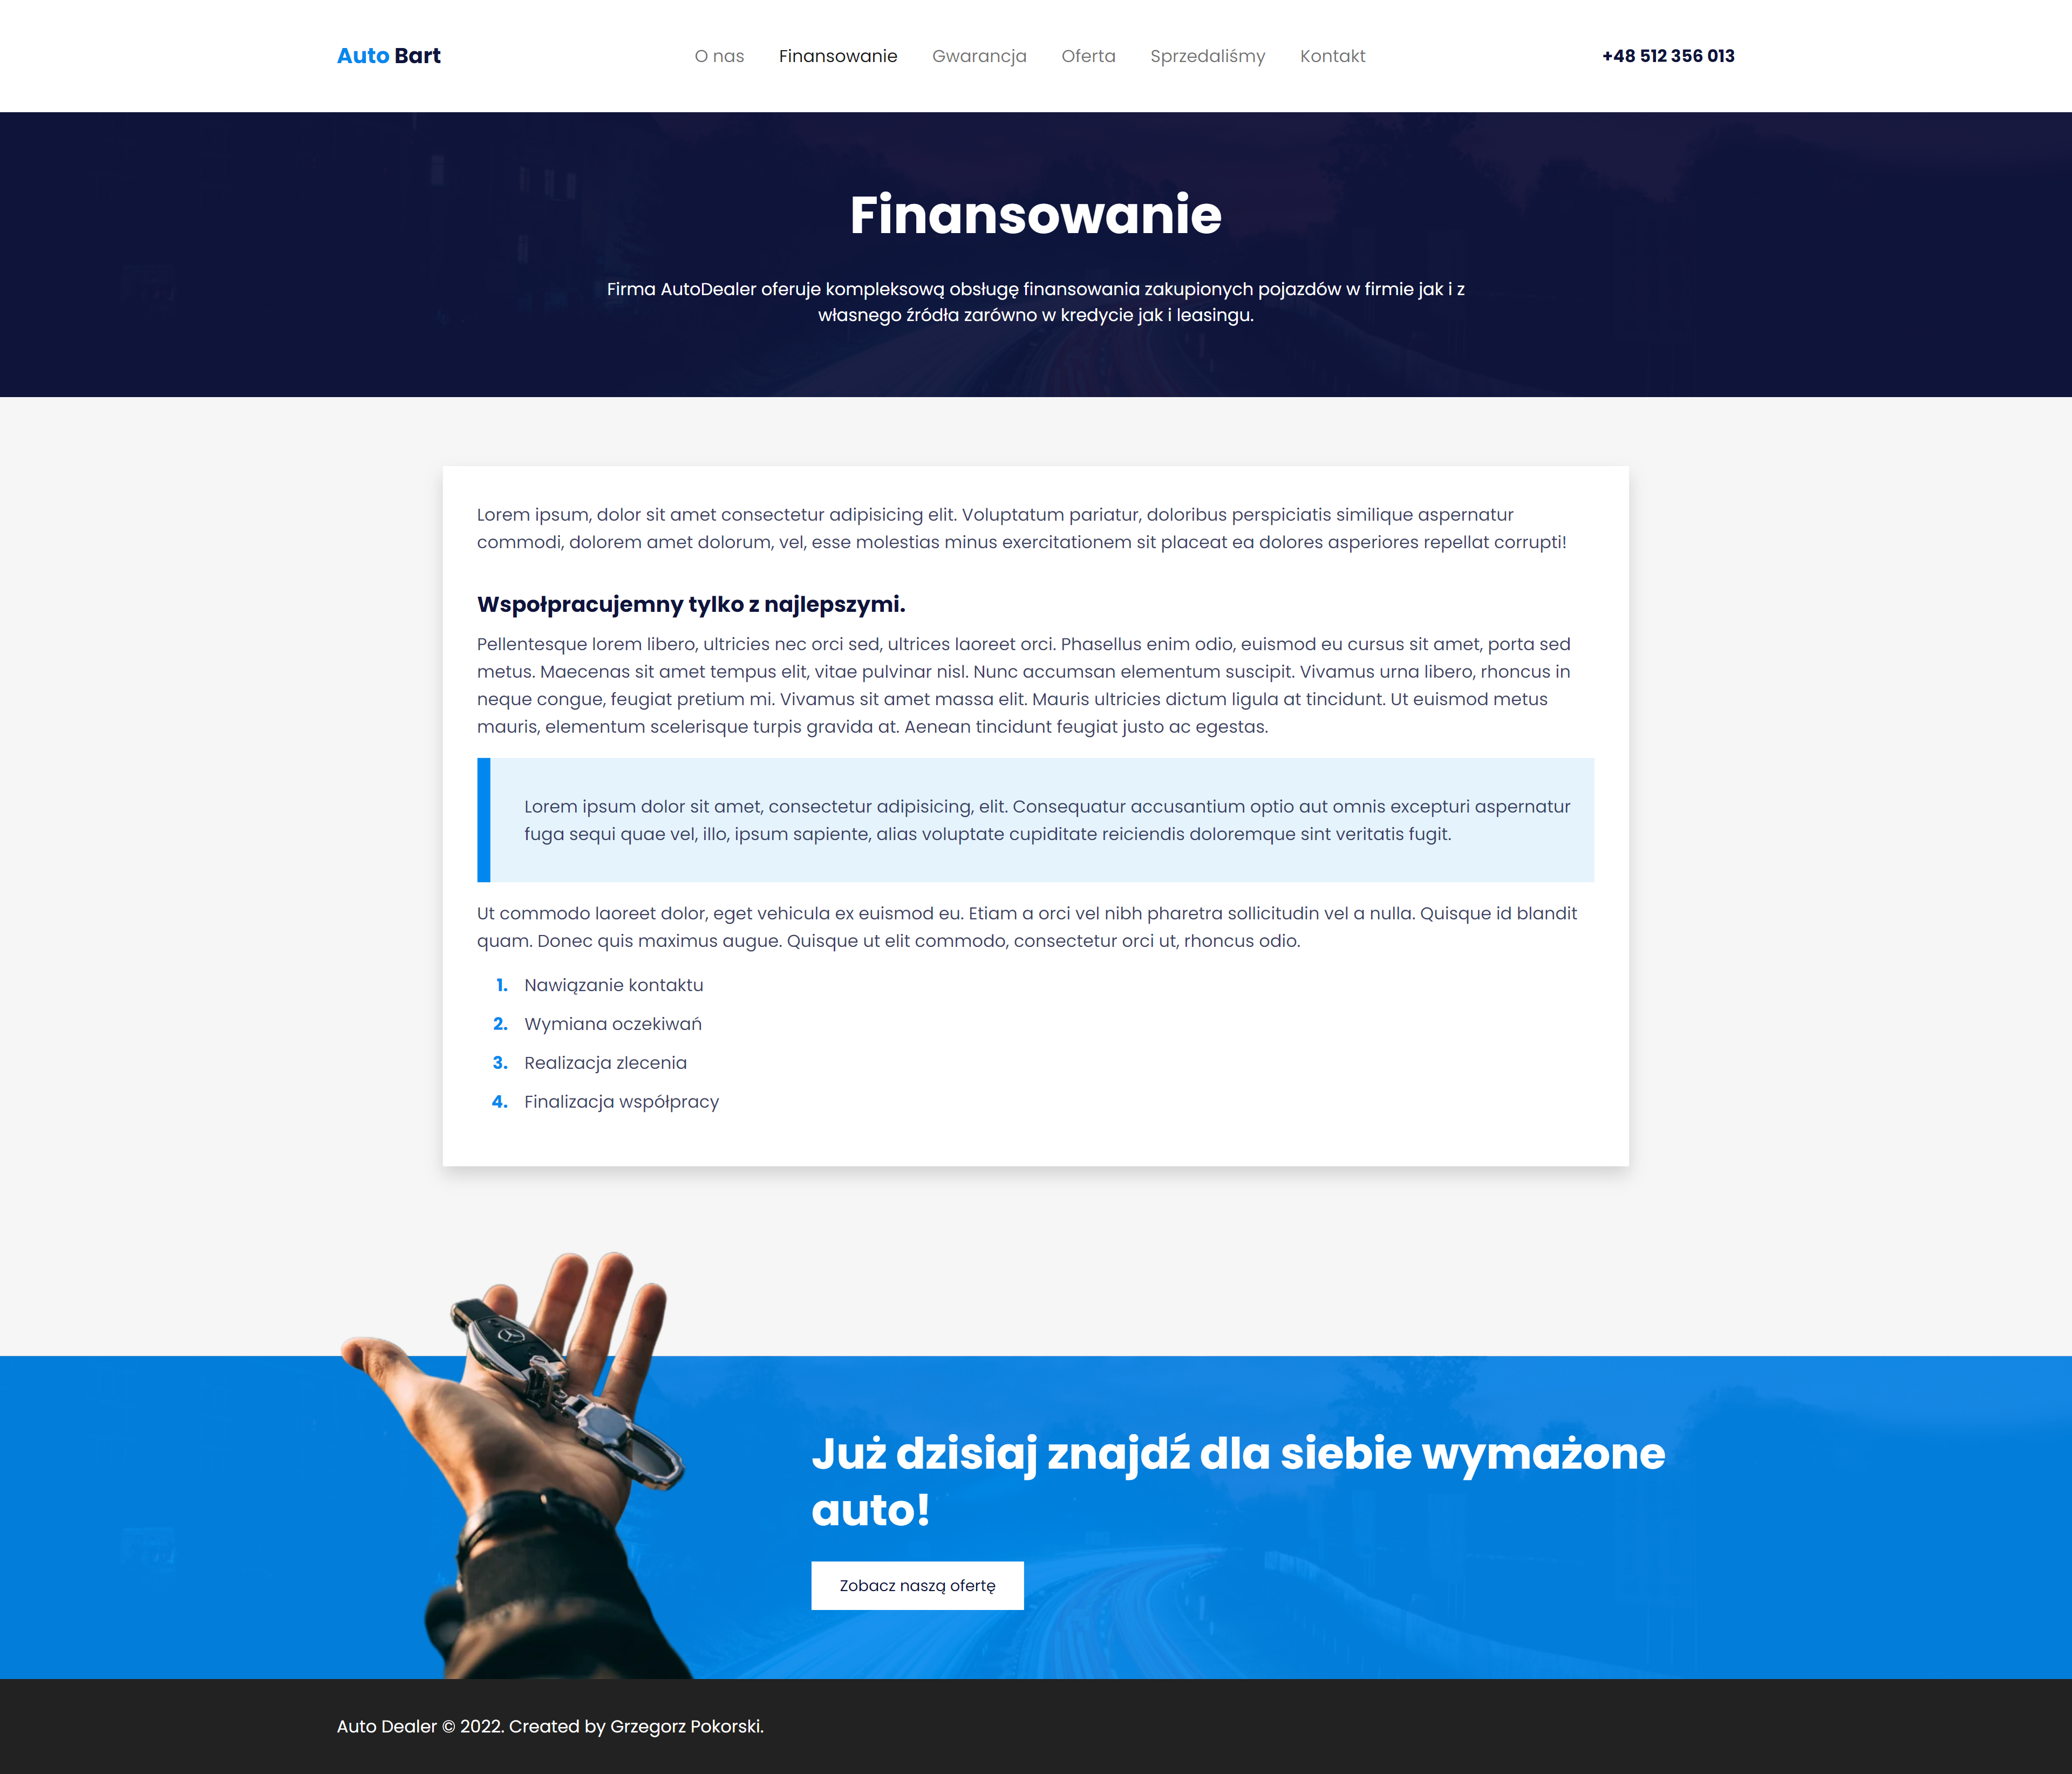 Auto Bart
O nas Finansowanie Gwarancja Oferta Sprzedaliśmy Kontakt
+48 512 356 013
Finansowanie
Firma AutoDealer oferuje kompleksową obsługę finansowania zakupionych pojazdów w firmie jak i z
własnego źródła zarówno w kredycie jak i leasingu.
Lorem ipsum, dolor sit amet consectetur adipisicing elit. Voluptatum pariatur, doloribus perspiciatis similique aspernatur
commodi, dolorem amet dolorum, vel, esse molestias minus exercitationem sit placeat ea dolores asperiores repellat corrupti!
Wspołpracujemny tylko z najlepszymi.
Pellentesque lorem libero, ultricies nec orci sed, ultrices laoreet orci. Phasellus enim odio, euismod eu cursus sit amet, porta sed
metus. Maecenas sit amet tempus elit, vitae pulvinar nisl. Nunc accumsan elementum suscipit. Vivamus urna libero, rhoncus in
neque congue, feugiat pretium mi. Vivamus sit amet massa elit. Mauris ultricies dictum ligula at tincidunt. Ut euismod metus
mauris, elementum scelerisque turpis gravida at. Aenean tincidunt feugiat justo ac egestas.
Lorem ipsum dolor sit amet, consectetur adipisicing, elit. Consequatur accusantium optio aut omnis excepturi aspernatur
fuga sequi quae vel, illo, ipsum sapiente, alias voluptate cupiditate reiciendis doloremque sint veritatis fugit.
Ut commodo laoreet dolor, eget vehicula ex euismod eu. Etiam a orci vel nibh pharetra sollicitudin vel a nulla. Quisque id blandit
quam. Donec quis maximus augue. Quisque ut elit commodo, consectetur orci ut, rhoncus odio.
1. Nawiązanie kontaktu
2. Wymiana oczekiwań
3. Realizacja zlecenia
4. Finalizacja współpracy
Już dzisiaj znajdź dla siebie wymażone
auto!
Zobacz naszą ofertę
Auto Dealer © 2022. Created by Grzegorz Pokorski.